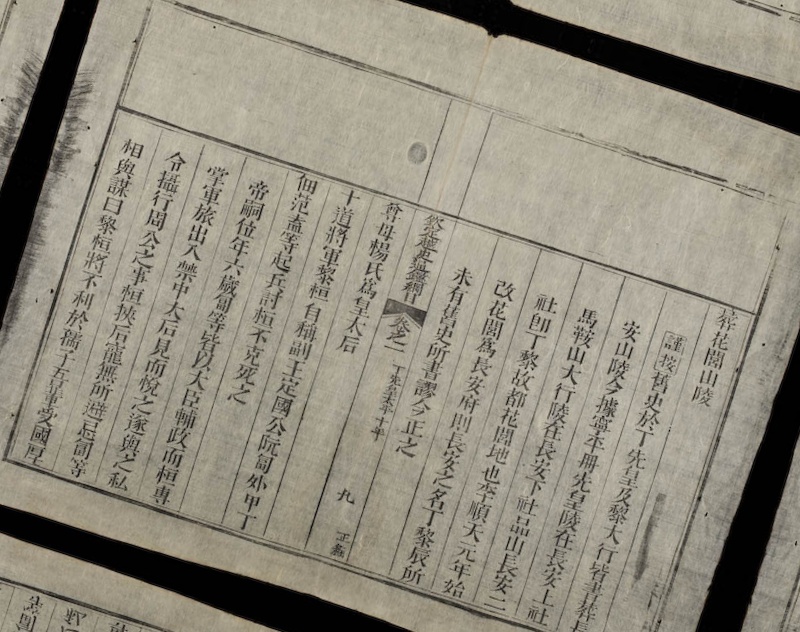 葬花閭山陵
謹按舊史於丁先皇及黎大行皆書葬長
安山陵今據寧平冊先皇陵在長安上社
馬鞍山大行陵在長安下社品山長安二
社卽丁黎故都花閭地也李順天元年始
改花閭爲長安府則長安之名丁黎辰所
未有舊史所書謬今正之
欽定越史通鑑綱目 卷之一 丁先皇太平十年 九 正編
尊母楊氏爲皇太后
十道將軍黎桓自稱副王定國公阮匐外甲丁
佃范盍等起兵討桓不克死之
帝嗣位年六歲匐等皆以大臣輔政而桓專
掌軍旅出入禁中太后見而悅之遂與之私
令攝行周公之事桓挾后寵無所避忌匐等
相與謀曰黎桓將不利於孺子吾輩受國厚